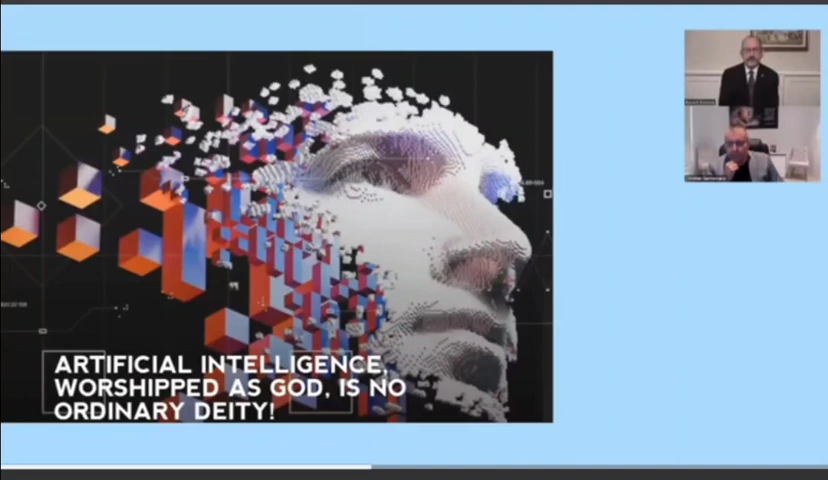 ARTIFICIAL INTELLIGENCE,
WORSHIPPED AS GOD, IS NO
ORDINARY DEITY!